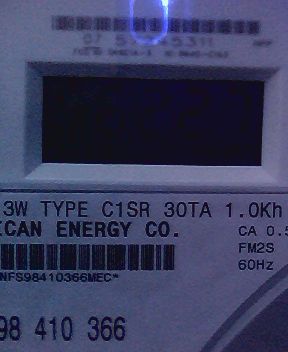 3W TYPE C1SR 30TA 1.0Kh
ICAN ENERGY CO.
CA 0.5
FM2S
NFS98410366MEC*
60Hz
98 410 366